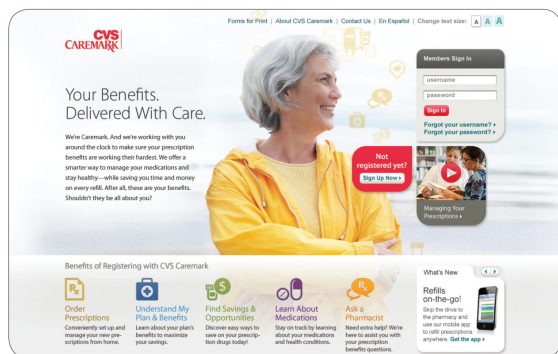 Forms for Print | About CVS Caremark | Contact Us | En Español | Change text size: A A A
CVS
CAREMARK
Members Sign In
username
password
Sign In
Forgot your username?
Forgot your password?
Your Benefits.
Delivered With Care.
We're Caremark. And we're working with you
around the clock to make sure your prescription
benefits are working their hardest. We offer a
smarter way to manage your medications and
stay healthy—while saving you time and money
on every refill. After all, these are your benefits.
Shouldn't they be all about you?
Not
registered yet?
Sign Up Now
Managing Your
Prescriptions
Benefits of Registering with CVS Caremark
Order
Prescriptions
Conveniently set up and
manage your new pre-
scriptions from home.
Understand My
Plan & Benefits
Learn about your plan's
benefits to maximize
your savings.
Find Savings &
Opportunities
Discover easy ways to
save on your prescrip-
tion drugs today!
Learn About
Medications
Stay on track by learning
about your medications
and health conditions.
Ask a
Pharmacist
Need extra help? We're
here to assist you with
your prescription
benefits questions.
What's New
Refills
on-the-go!
Skip the drive to
the pharmacy and
use our mobile app
to refill prescriptions
anywhere. Get the app